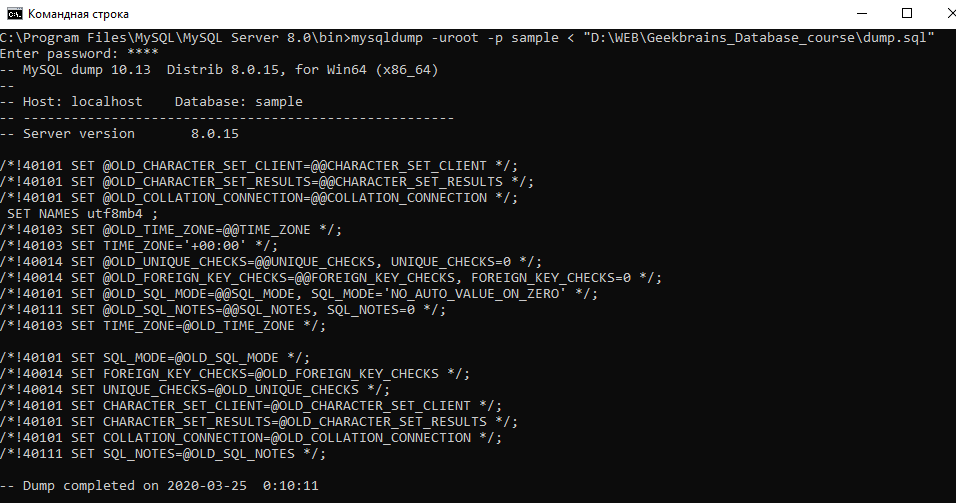 Командная строка
C:\Program Files\MySQL\MySQL Server 8.0\bin>mysqldump -uroot -p sample < "D:\WEB\Geekbrains_Database_course\dump.sql"
Enter password: ****
-- MySQL dump 10.13  Distrib 8.0.15, for Win64 (x86_64)
--
-- Host: localhost    Database: sample
-- ------------------------------------------------------
-- Server version       8.0.15
/*!40101 SET @OLD_CHARACTER_SET_CLIENT=@@CHARACTER_SET_CLIENT */;
/*!40101 SET @OLD_CHARACTER_SET_RESULTS=@@CHARACTER_SET_RESULTS */;
/*!40101 SET @OLD_COLLATION_CONNECTION=@@COLLATION_CONNECTION */;
 SET NAMES utf8mb4 ;
/*!40103 SET @OLD_TIME_ZONE=@@TIME_ZONE */;
/*!40103 SET TIME_ZONE='+00:00' */;
/*!40014 SET @OLD_UNIQUE_CHECKS=@@UNIQUE_CHECKS, UNIQUE_CHECKS=0 */;
/*!40014 SET @OLD_FOREIGN_KEY_CHECKS=@@FOREIGN_KEY_CHECKS, FOREIGN_KEY_CHECKS=0 */;
/*!40101 SET @OLD_SQL_MODE=@@SQL_MODE, SQL_MODE='NO_AUTO_VALUE_ON_ZERO' */;
/*!40111 SET @OLD_SQL_NOTES=@@SQL_NOTES, SQL_NOTES=0 */;
/*!40103 SET TIME_ZONE=@OLD_TIME_ZONE */;
/*!40101 SET SQL_MODE=@OLD_SQL_MODE */;
/*!40014 SET FOREIGN_KEY_CHECKS=@OLD_FOREIGN_KEY_CHECKS */;
/*!40014 SET UNIQUE_CHECKS=@OLD_UNIQUE_CHECKS */;
/*!40101 SET CHARACTER_SET_CLIENT=@OLD_CHARACTER_SET_CLIENT */;
/*!40101 SET CHARACTER_SET_RESULTS=@OLD_CHARACTER_SET_RESULTS */;
/*!40101 SET COLLATION_CONNECTION=@OLD_COLLATION_CONNECTION */;
/*!40111 SET SQL_NOTES=@OLD_SQL_NOTES */;
-- Dump completed on 2020-03-25  0:10:11